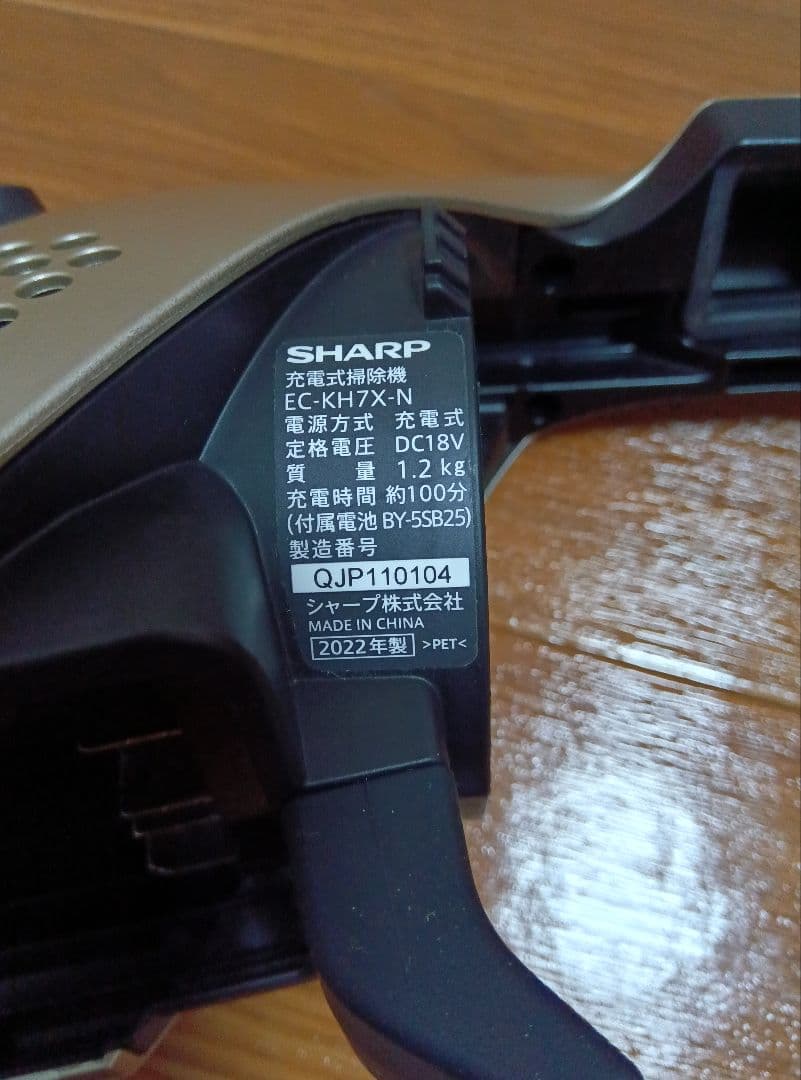 SHARP
充電式掃除機
EC-KH7X-N
電源方式 充電式
定格電圧 DC18V
質 量 1.2 kg
充電時間 約100分
(付属電池 BY-5SB25)
製造番号
QJP110104
シャープ株式会社
MADE IN CHINA
2022年製 >PET<